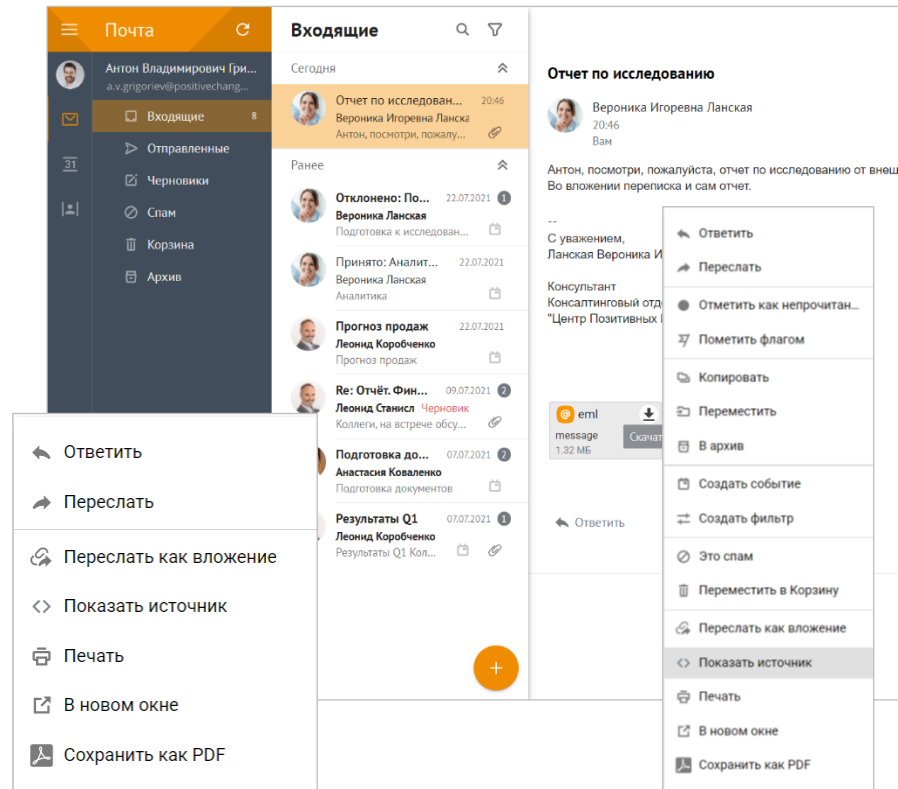 Почта
Антон Владимирович Гри...
a.v.grigoriev@positivechang...
Входящие 8
Отправленные
31
Черновики
Спам
Корзина
Архив
Входящие
Сегодня
Отчет по исследован... 20:46
Вероника Игоревна Ланска
Антон, посмотри, пожалу...
Ранее
Отклонено: По... 22.07.2021 1
Вероника Ланская
Подготовка к исследован...
Принято: Аналит... 22.07.2021
Вероника Ланская
Аналитика
Прогноз продаж 22.07.2021
Леонид Коробченко
Прогноз продаж
Re: Отчёт. Фин... 09.07.2021 2
Леонид Станисл Черновик
Коллеги, на встрече обсу...
Подготовка до... 07.07.2021 2
Анастасия Коваленко
Подготовка документов
Результаты Q1 07.07.2021 1
Леонид Коробченко
Результаты Q1 Кол...
Отчет по исследованию
Вероника Игоревна Ланская
20:46
Вам
Антон, посмотри, пожалуйста, отчет по исследованию от внеш
Во вложении переписка и сам отчет.
--
С уважением,
Ланская Вероника И
Консультант
Консалтинговый отд
"Центр Позитивных
eml
message
1.32 МБ
Скачат
Ответить
Ответить
Переслать
Переслать как вложение
Показать источник
Печать
В новом окне
Сохранить как PDF
Ответить
Переслать
Отметить как непрочитан...
Пометить флагом
Копировать
Переместить
В архив
Создать событие
Создать фильтр
Это спам
Переместить в Корзину
Переслать как вложение
Показать источник
Печать
В новом окне
Сохранить как PDF